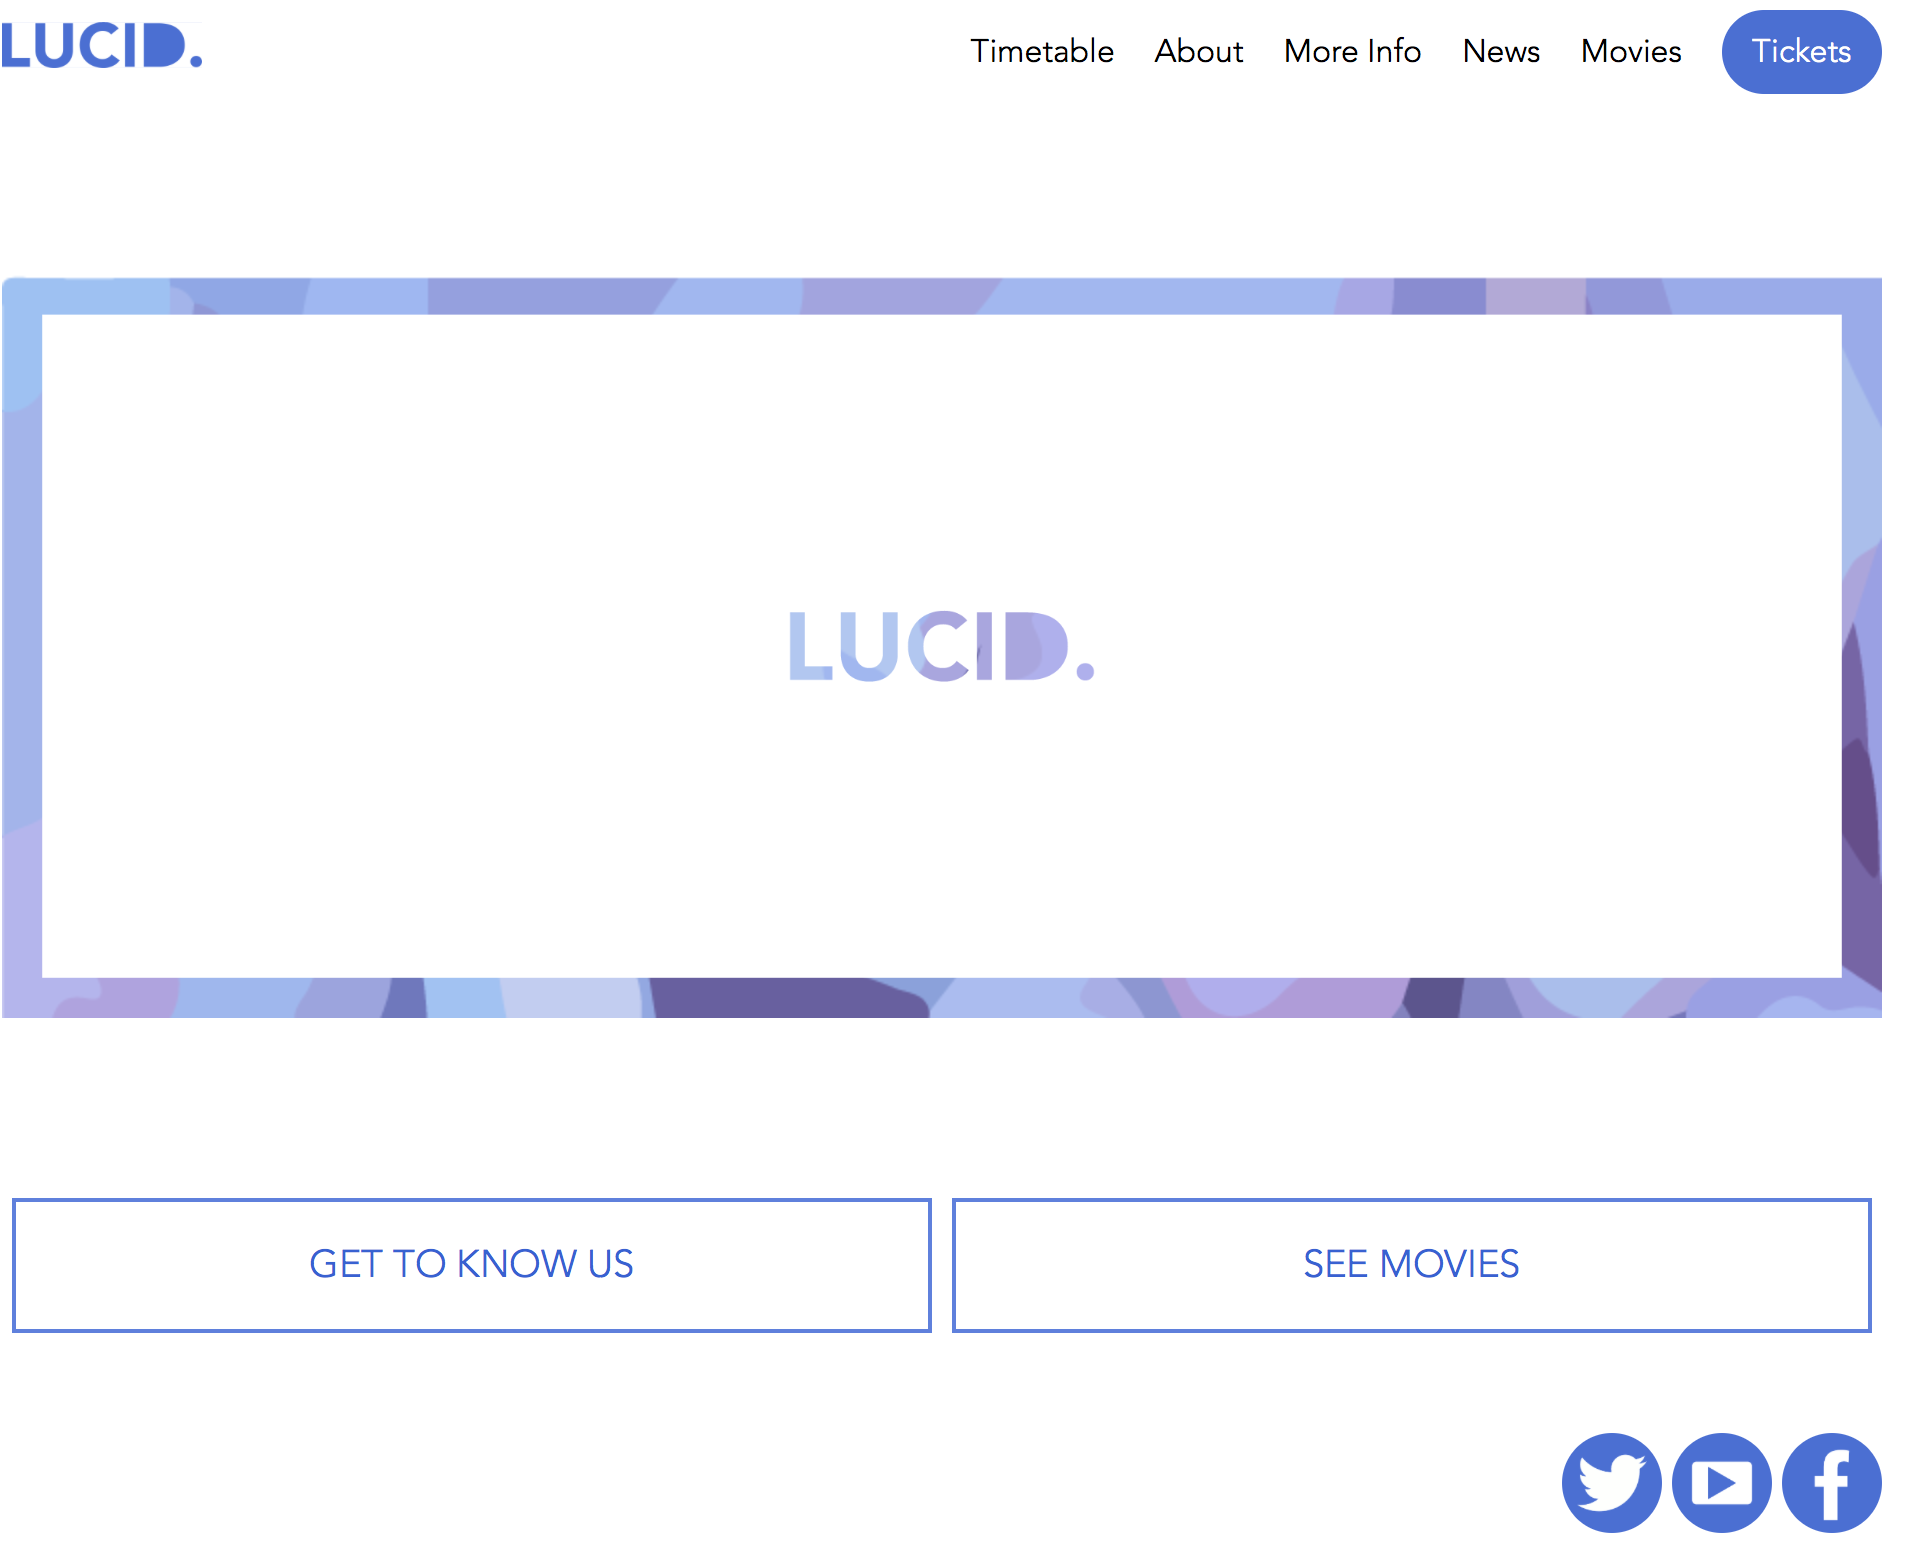 LUCID.
Timetable About More Info News Movies Tickets
LUCID.
GET TO KNOW US
SEE MOVIES